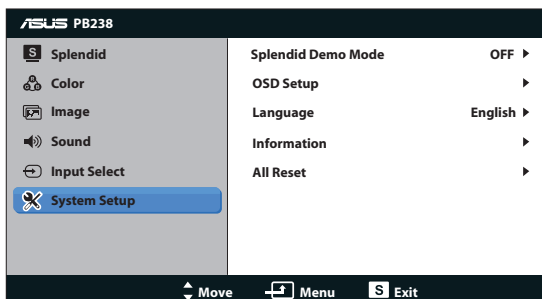 ASUS PB238
S Splendid
Splendid Demo Mode OFF
Color
OSD Setup
Image
Language English
Sound
Information
Input Select
All Reset
System Setup
Move Menu S Exit